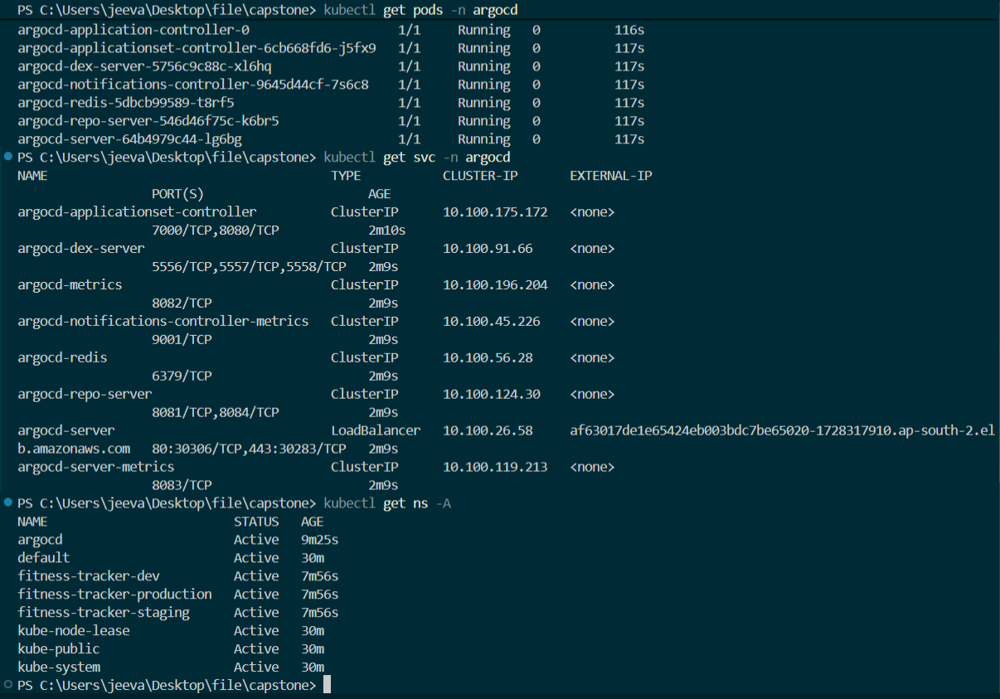 PS C:\Users\jeeva\Desktop\file\capstone> kubectl get pods -n argocd
argocd-application-controller-0                    1/1     Running   0          116s
argocd-applicationset-controller-6cb668fd6-j5fx9   1/1     Running   0          117s
argocd-dex-server-5756c9c88c-xl6hq                 1/1     Running   0          117s
argocd-notifications-controller-9645d44cf-7s6c8    1/1     Running   0          117s
argocd-redis-5dbcb99589-t8rf5                      1/1     Running   0          117s
argocd-repo-server-546d46f75c-k6br5                1/1     Running   0          117s
argocd-server-64b4979c44-lg6bg                     1/1     Running   0          117s
PS C:\Users\jeeva\Desktop\file\capstone> kubectl get svc -n argocd
NAME                                      TYPE           CLUSTER-IP       EXTERNAL-IP
                  PORT(S)                      AGE
argocd-applicationset-controller          ClusterIP      10.100.175.172   <none>
                  7000/TCP,8080/TCP            2m10s
argocd-dex-server                         ClusterIP      10.100.91.66     <none>
                  5556/TCP,5557/TCP,5558/TCP   2m9s
argocd-metrics                            ClusterIP      10.100.196.204   <none>
                  8082/TCP                     2m9s
argocd-notifications-controller-metrics   ClusterIP      10.100.45.226    <none>
                  9001/TCP                     2m9s
argocd-redis                              ClusterIP      10.100.56.28     <none>
                  6379/TCP                     2m9s
argocd-repo-server                        ClusterIP      10.100.124.30    <none>
                  8081/TCP,8084/TCP            2m9s
argocd-server                             LoadBalancer   10.100.26.58     af63017de1e65424eb003bdc7be65020-1728317910.ap-south-2.el
b.amazonaws.com   80:30306/TCP,443:30283/TCP   2m9s
argocd-server-metrics                     ClusterIP      10.100.119.213   <none>
                  8083/TCP                     2m9s
PS C:\Users\jeeva\Desktop\file\capstone> kubectl get ns -A
NAME                         STATUS   AGE
argocd                       Active   9m25s
default                      Active   30m
fitness-tracker-dev          Active   7m56s
fitness-tracker-production   Active   7m56s
fitness-tracker-staging      Active   7m56s
kube-node-lease              Active   30m
kube-public                  Active   30m
kube-system                  Active   30m
PS C:\Users\jeeva\Desktop\file\capstone>